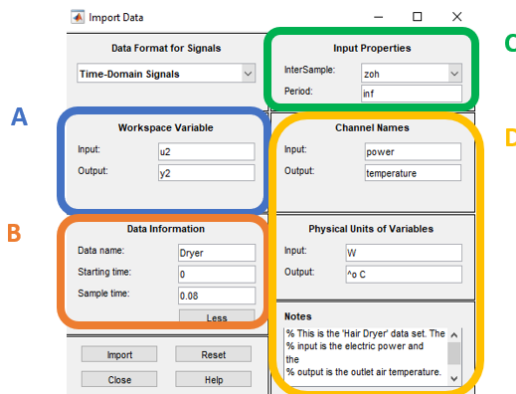 Import Data
Data Format for Signals
Time-Domain Signals
Input Properties
InterSample: zoh
Period: inf
C
A
Workspace Variable
Input: u2
Output: y2
Channel Names
Input: power
Output: temperature
D
B
Data Information
Data name: Dryer
Starting time: 0
Sample time: 0.08
Less
Physical Units of Variables
Input: W
Output: ^o C
Notes
% This is the 'Hair Dryer' data set. The
% input is the electric power and
the
% output is the outlet air temperature.
Import Reset
Close Help